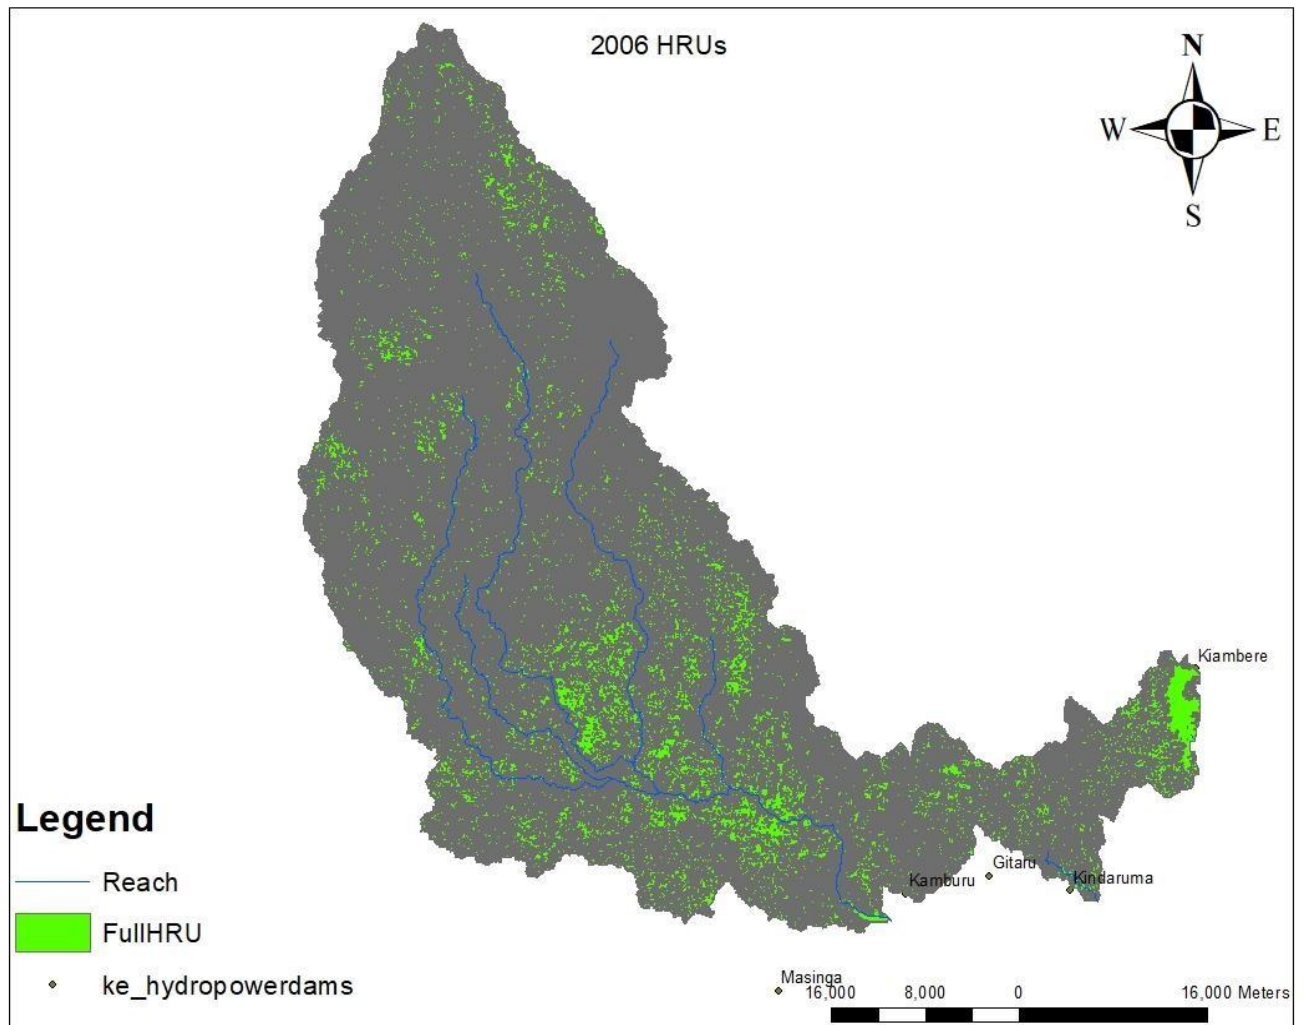 2006 HRUs
N
W
E
S
Kiambere
Legend
Reach
FullHRU
ke_hydropowerdams
Kamburu
Gitaru
Kindaruma
Masinga
16,000 8,000 0 16,000 Meters